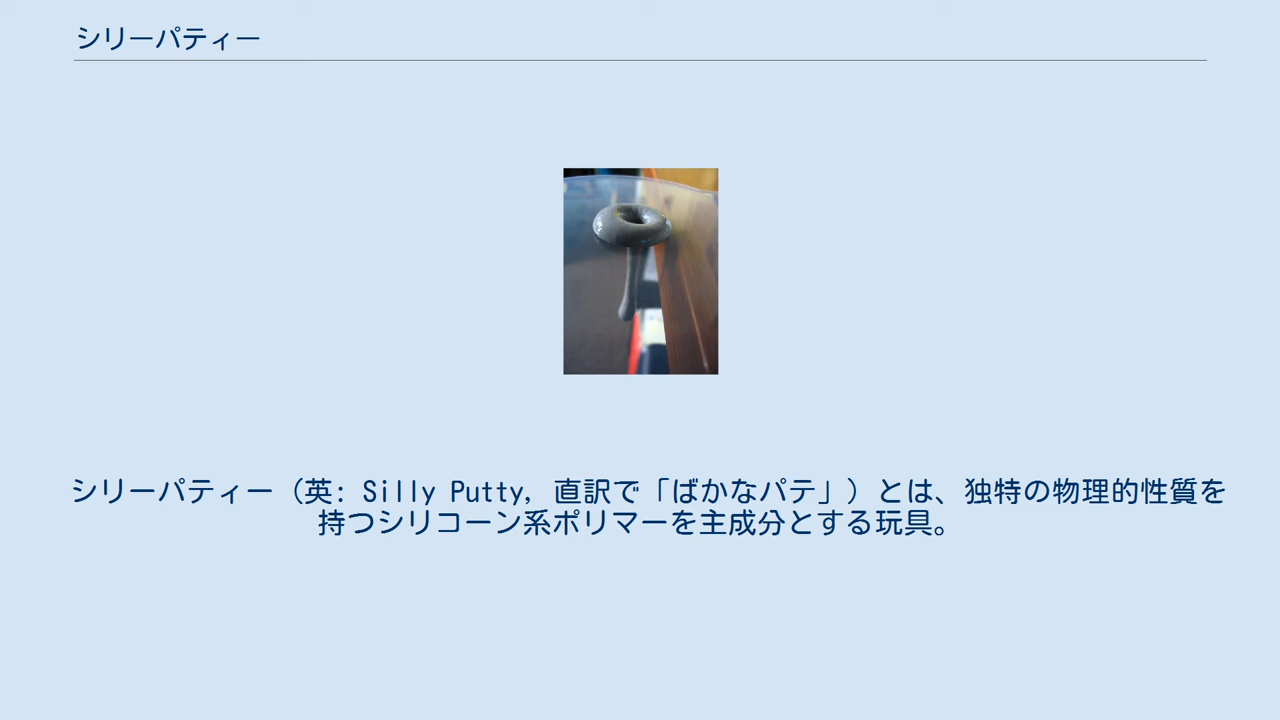 シリーパティー
シリーパティー（英: Silly Putty, 直訳で「ばかなパテ」）とは、独特の物理的性質を
持つシリコーン系ポリマーを主成分とする玩具。